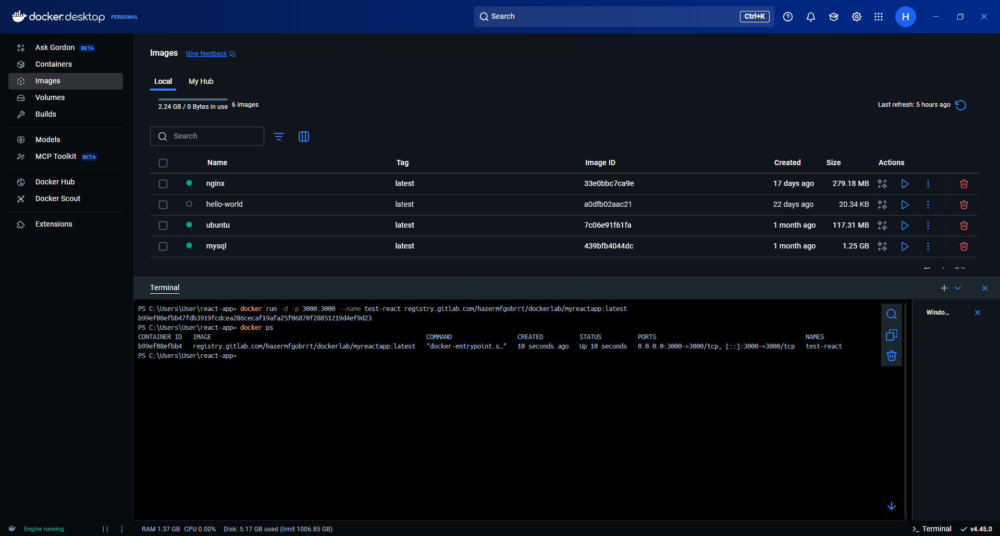 docker.desktop PERSONAL
Search Ctrl+K
H
Ask Gordon BETA
Containers
Images
Volumes
Builds
Models
MCP Toolkit BETA
Docker Hub
Docker Scout
Extensions
Images Give feedback
Local My Hub
2.24 GB / 0 Bytes in use 6 images
Last refresh: 5 hours ago
Search
Name Tag Image ID Created Size Actions
nginx latest 33e0bbc7ca9e 17 days ago 279.18 MB
hello-world latest a0dfb02aac21 22 days ago 20.34 KB
ubuntu latest 7c06e91f61fa 1 month ago 117.31 MB
mysql latest 439bfb4044dc 1 month ago 1.25 GB
Terminal
PS C:\Users\User\react-app> docker run -d -p 3000:3000 --name test-react registry.gitlab.com/hazermfgobrrt/dockerlab/myreactapp:latest
b99ef08efbb47fdb3919fcdcea286cecaf19afa25f06870f28851219d4ef9d23
PS C:\Users\User\react-app> docker ps
CONTAINER ID IMAGE COMMAND CREATED STATUS PORTS NAMES
b99ef08efbb4 registry.gitlab.com/hazermfgobrrt/dockerlab/myreactapp:latest "docker-entrypoint.s…" 10 seconds ago Up 10 seconds 0.0.0.0:3000->3000/tcp, [::]:3000->3000/tcp test-react
PS C:\Users\User\react-app>
Windo...
Engine running
RAM 1.37 GB CPU 0.00% Disk: 5.17 GB used (limit 1006.85 GB)
>_ Terminal v4.45.0